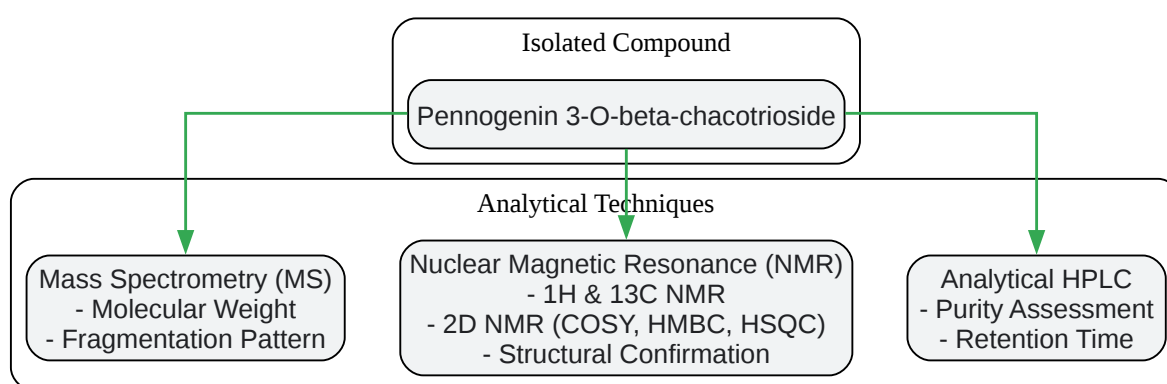 Isolated Compound
Pennogenin 3-O-beta-chacotrioside
Analytical Techniques
Mass Spectrometry (MS)
- Molecular Weight
- Fragmentation Pattern
Nuclear Magnetic Resonance (NMR)
- 1H & 13C NMR
- 2D NMR (COSY, HMBC, HSQC)
- Structural Confirmation
Analytical HPLC
- Purity Assessment
- Retention Time